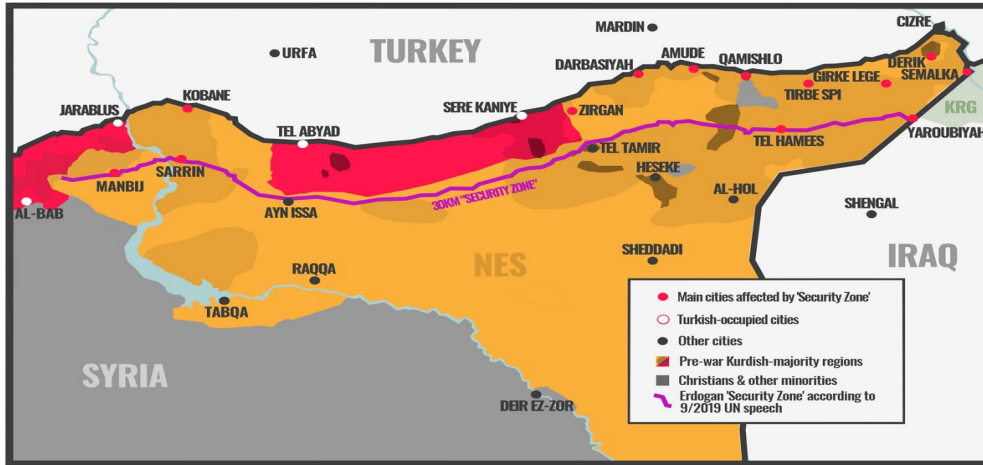 MARDIN
CIZRE
URFA
TURKEY
AMUDE
QAMISHLO
DARBASIYAH
DERIK
GIRKE LEGE
SEMALKA
JARABLUS
KOBANE
TIRBE SPI
TEL ABYAD
SERE KANIYE
ZIRGAN
KRG
YAROUBIYAH
TEL HAMEES
TEL TAMIR
MANBIJ
SARRIN
HESEKE
AL-HOL
30KM "SECURITY ZONE"
AL-BAB
AYN ISSA
SHENGAL
SHEDDADI
IRAQ
NES
RAQQA
TABQA
SYRIA
DEIR EZ-ZOR
Main cities affected by 'Security Zone'
Turkish-occupied cities
Other cities
Pre-war Kurdish-majority regions
Christians & other minorities
Erdogan 'Security Zone' according to
9/2019 UN speech